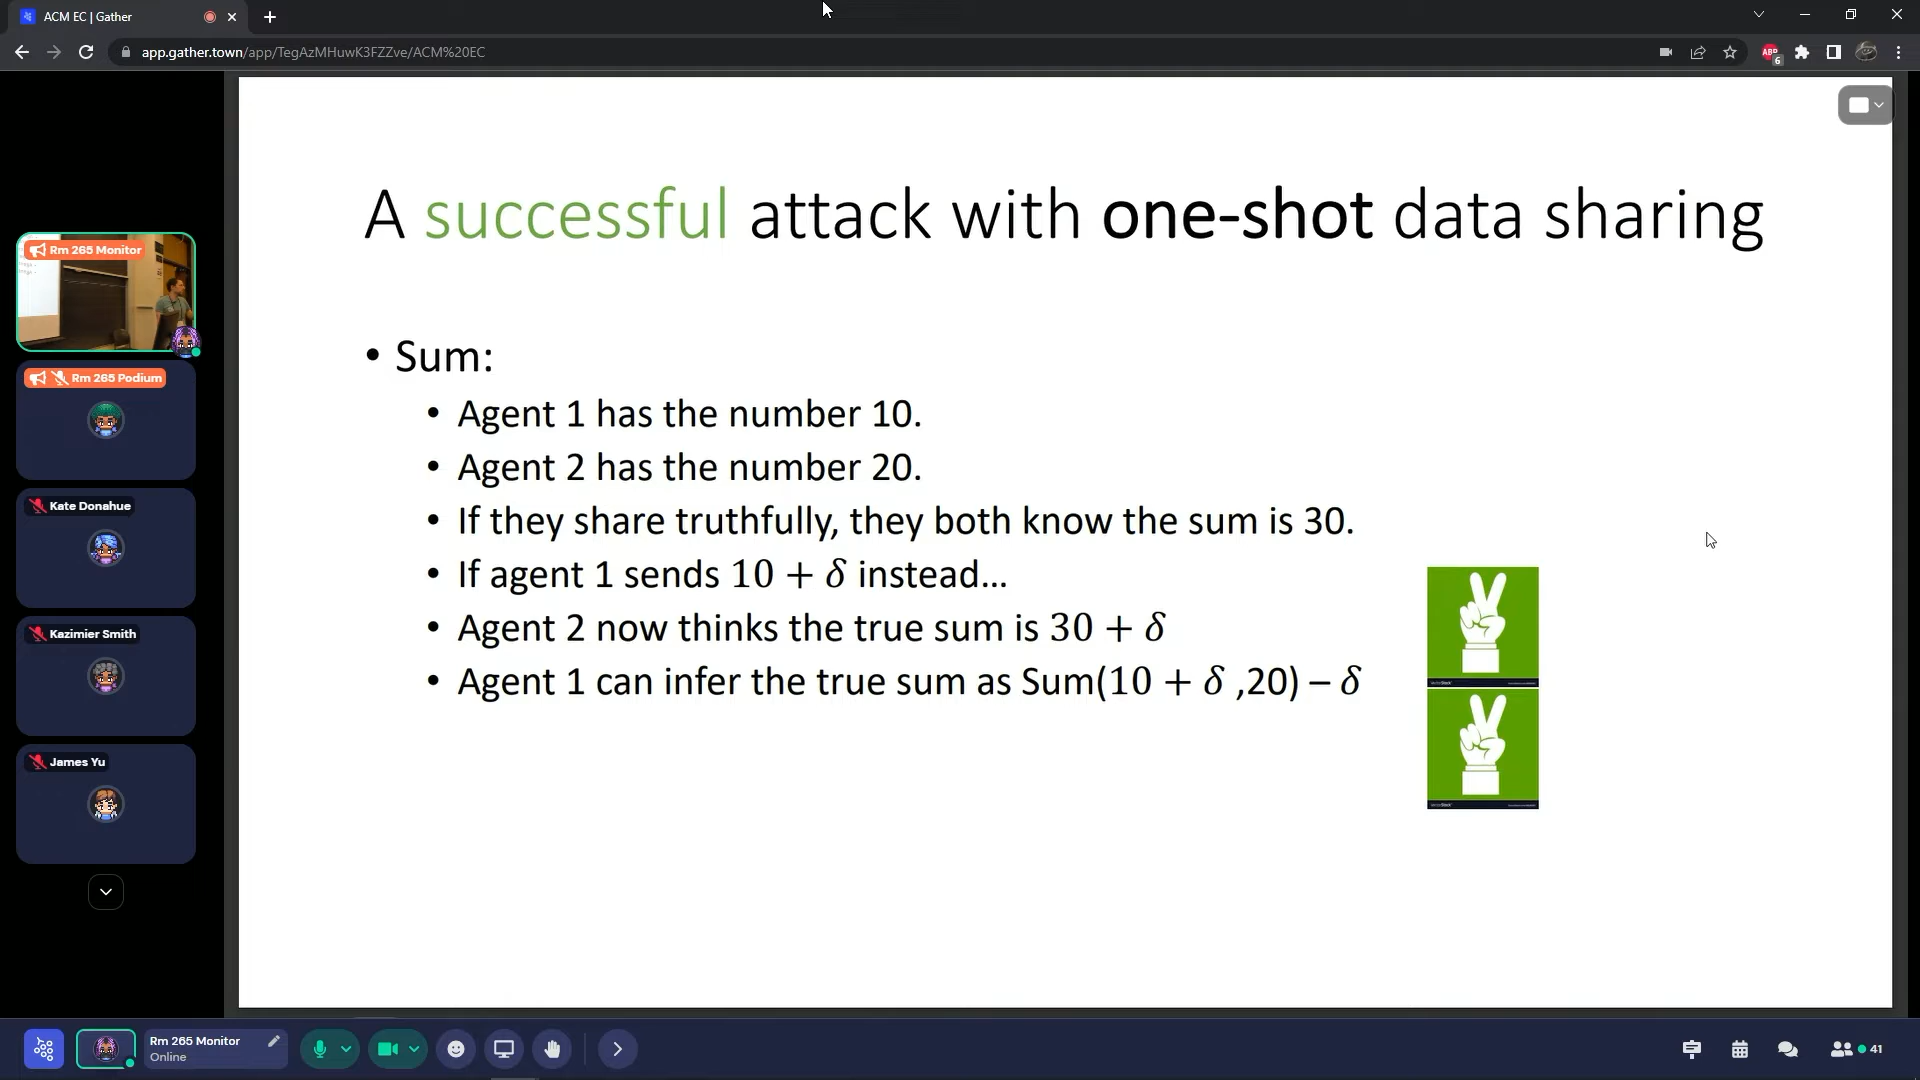 ACM EC | Gather
app.gather.town/app/TegAzMHuwK3FZZve/ACM%20EC
ABP
6
A successful attack with one-shot data sharing
Rm 265 Monitor
• Sum:
Rm 265 Podium
• Agent 1 has the number 10.
• Agent 2 has the number 20.
Kate Donahue
• If they share truthfully, they both know the sum is 30.
• If agent 1 sends 10 + δ instead...
• Agent 2 now thinks the true sum is 30 + δ
Kazimier Smith
• Agent 1 can infer the true sum as Sum(10 + δ ,20) – δ
James Yu
Rm 265 Monitor
Online
41